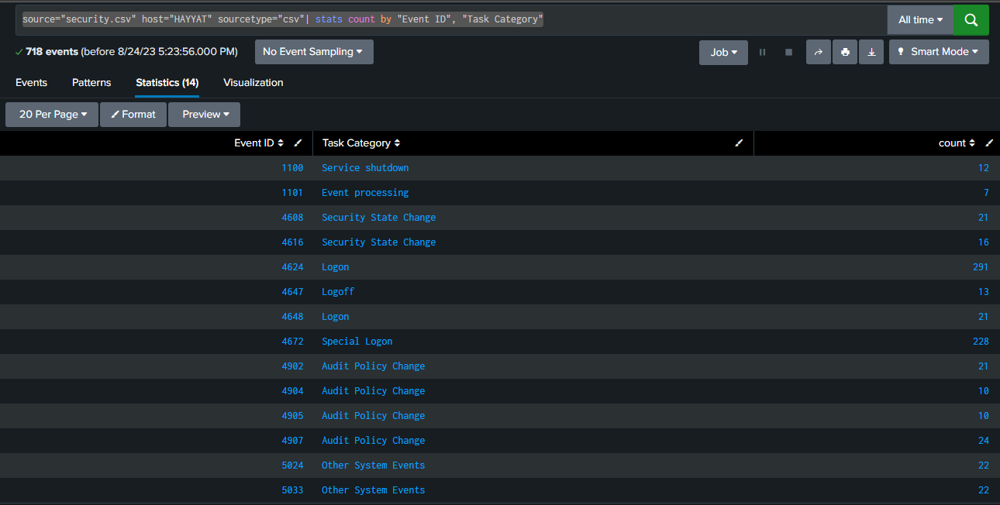 source="security.csv" host="HAYYAT" sourcetype="csv"| stats count by "Event ID", "Task Category" All time
718 events (before 8/24/23 5:23:56.000 PM) No Event Sampling Job Smart Mode
Events Patterns Statistics (14) Visualization
20 Per Page Format Preview
Event ID Task Category count
1100 Service shutdown 12
1101 Event processing 7
4608 Security State Change 21
4616 Security State Change 16
4624 Logon 291
4647 Logoff 13
4648 Logon 21
4672 Special Logon 228
4902 Audit Policy Change 21
4904 Audit Policy Change 10
4905 Audit Policy Change 10
4907 Audit Policy Change 24
5024 Other System Events 22
5033 Other System Events 22